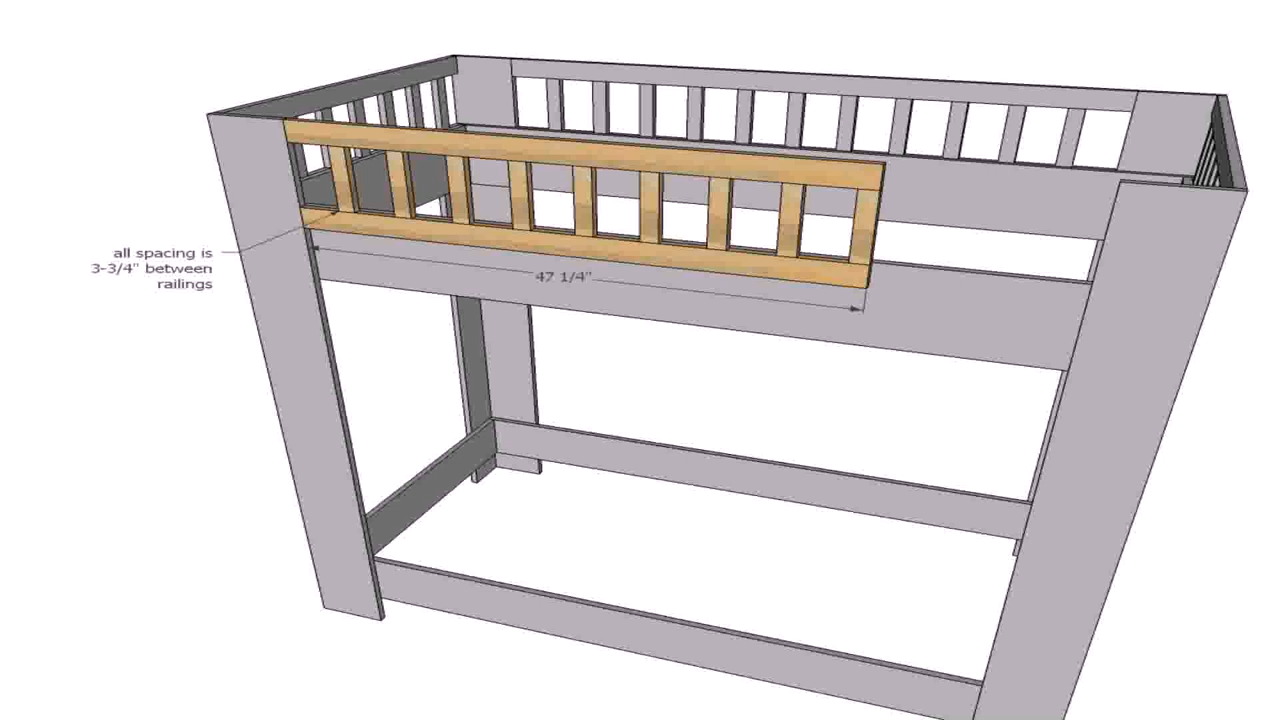 all spacing is
3-3/4" between
railings
47 1/4"